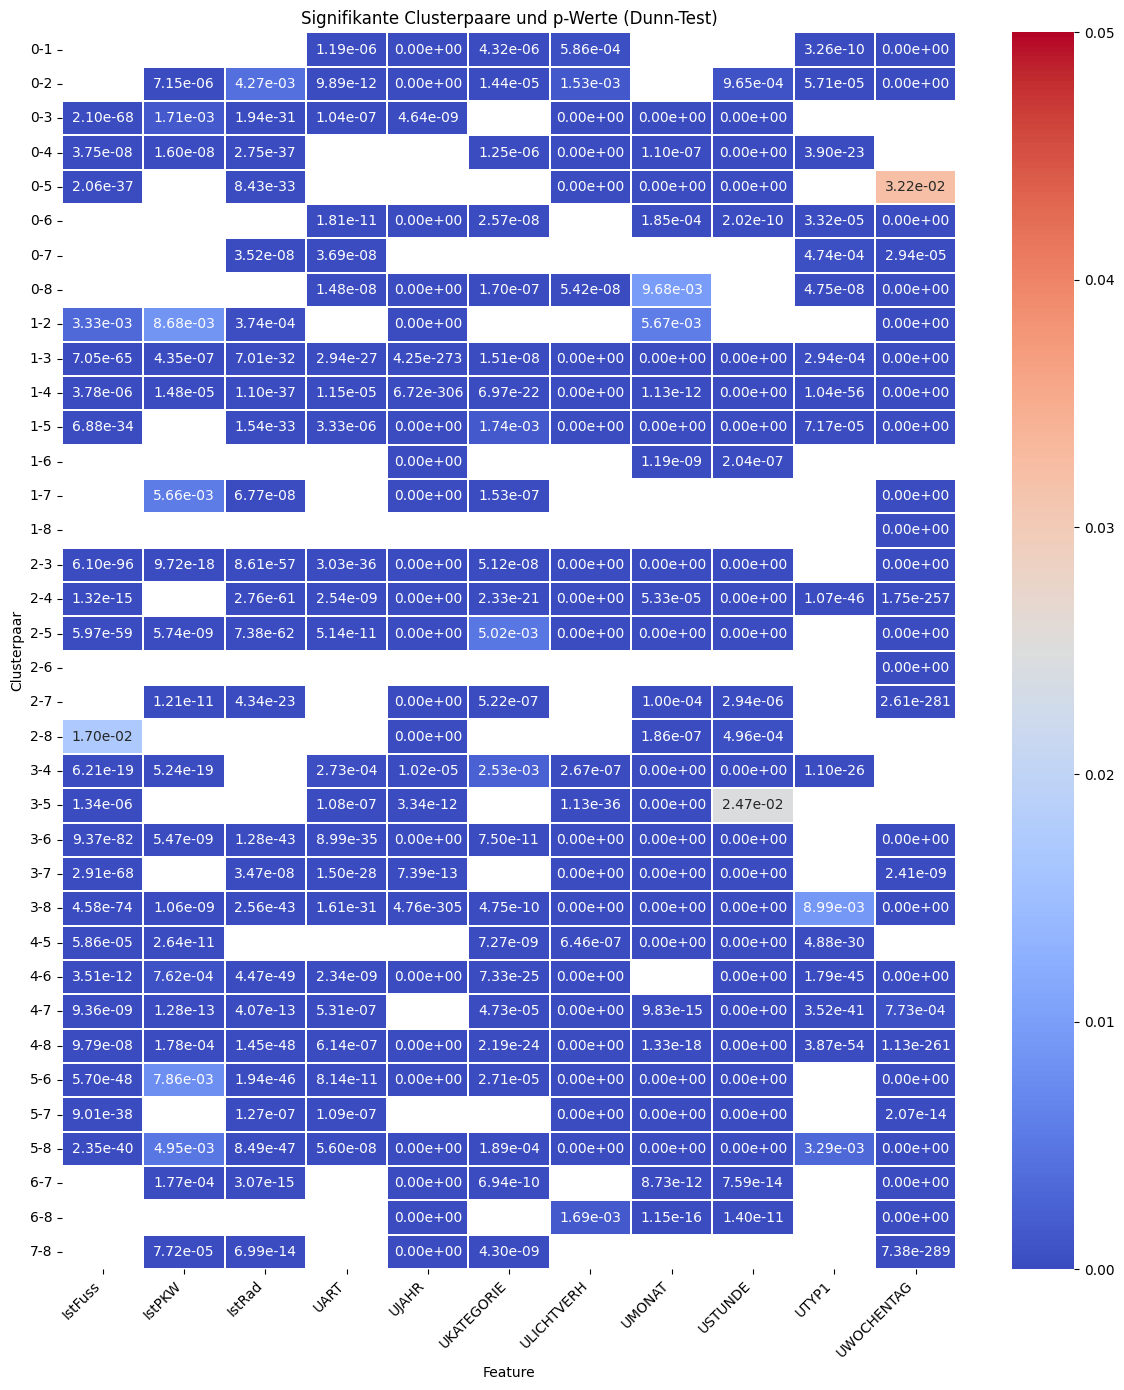 Signifikante Clusterpaare und p-Werte (Dunn-Test)
0-1 1.19e-06 0.00e+00 4.32e-06 5.86e-04 3.26e-10 0.00e+00
0-2 7.15e-06 4.27e-03 9.89e-12 0.00e+00 1.44e-05 1.53e-03 9.65e-04 5.71e-05 0.00e+00
0-3 2.10e-68 1.71e-03 1.94e-31 1.04e-07 4.64e-09 0.00e+00 0.00e+00 0.00e+00
0-4 3.75e-08 1.60e-08 2.75e-37 1.25e-06 0.00e+00 1.10e-07 0.00e+00 3.90e-23
0-5 2.06e-37 8.43e-33 0.00e+00 0.00e+00 0.00e+00 3.22e-02
0-6 1.81e-11 0.00e+00 2.57e-08 1.85e-04 2.02e-10 3.32e-05 0.00e+00
0-7 3.52e-08 3.69e-08 4.74e-04 2.94e-05
0-8 1.48e-08 0.00e+00 1.70e-07 5.42e-08 9.68e-03 4.75e-08 0.00e+00
1-2 3.33e-03 8.68e-03 3.74e-04 0.00e+00 5.67e-03 0.00e+00
1-3 7.05e-65 4.35e-07 7.01e-32 2.94e-27 4.25e-273 1.51e-08 0.00e+00 0.00e+00 0.00e+00 2.94e-04 0.00e+00
1-4 3.78e-06 1.48e-05 1.10e-37 1.15e-05 6.72e-306 6.97e-22 0.00e+00 1.13e-12 0.00e+00 1.04e-56 0.00e+00
1-5 6.88e-34 1.54e-33 3.33e-06 0.00e+00 1.74e-03 0.00e+00 0.00e+00 0.00e+00 7.17e-05 0.00e+00
1-6 0.00e+00 1.19e-09 2.04e-07
1-7 5.66e-03 6.77e-08 0.00e+00 1.53e-07 0.00e+00
1-8 0.00e+00
2-3 6.10e-96 9.72e-18 8.61e-57 3.03e-36 0.00e+00 5.12e-08 0.00e+00 0.00e+00 0.00e+00 0.00e+00
2-4 1.32e-15 2.76e-61 2.54e-09 0.00e+00 2.33e-21 0.00e+00 5.33e-05 0.00e+00 1.07e-46 1.75e-257
2-5 5.97e-59 5.74e-09 7.38e-62 5.14e-11 0.00e+00 5.02e-03 0.00e+00 0.00e+00 0.00e+00 0.00e+00
2-6 0.00e+00
2-7 1.21e-11 4.34e-23 0.00e+00 5.22e-07 1.00e-04 2.94e-06 2.61e-281
2-8 1.70e-02 0.00e+00 1.86e-07 4.96e-04
3-4 6.21e-19 5.24e-19 2.73e-04 1.02e-05 2.53e-03 2.67e-07 0.00e+00 0.00e+00 1.10e-26
3-5 1.34e-06 1.08e-07 3.34e-12 1.13e-36 0.00e+00 2.47e-02
3-6 9.37e-82 5.47e-09 1.28e-43 8.99e-35 0.00e+00 7.50e-11 0.00e+00 0.00e+00 0.00e+00 0.00e+00
3-7 2.91e-68 3.47e-08 1.50e-28 7.39e-13 0.00e+00 0.00e+00 0.00e+00 2.41e-09
3-8 4.58e-74 1.06e-09 2.56e-43 1.61e-31 4.76e-305 4.75e-10 0.00e+00 0.00e+00 0.00e+00 8.99e-03 0.00e+00
4-5 5.86e-05 2.64e-11 7.27e-09 6.46e-07 0.00e+00 0.00e+00 4.88e-30
4-6 3.51e-12 7.62e-04 4.47e-49 2.34e-09 0.00e+00 7.33e-25 0.00e+00 0.00e+00 1.79e-45 0.00e+00
4-7 9.36e-09 1.28e-13 4.07e-13 5.31e-07 4.73e-05 0.00e+00 9.83e-15 0.00e+00 3.52e-41 7.73e-04
4-8 9.79e-08 1.78e-04 1.45e-48 6.14e-07 0.00e+00 2.19e-24 0.00e+00 1.33e-18 0.00e+00 3.87e-54 1.13e-261
5-6 5.70e-48 7.86e-03 1.94e-46 8.14e-11 0.00e+00 2.71e-05 0.00e+00 0.00e+00 0.00e+00 0.00e+00
5-7 9.01e-38 1.27e-07 1.09e-07 0.00e+00 0.00e+00 0.00e+00 2.07e-14
5-8 2.35e-40 4.95e-03 8.49e-47 5.60e-08 0.00e+00 1.89e-04 0.00e+00 0.00e+00 0.00e+00 3.29e-03 0.00e+00
6-7 1.77e-04 3.07e-15 0.00e+00 6.94e-10 8.73e-12 7.59e-14 0.00e+00
6-8 0.00e+00 1.69e-03 1.15e-16 1.40e-11 0.00e+00
7-8 7.72e-05 6.99e-14 0.00e+00 4.30e-09 7.38e-289
Clusterpaar
IstFuss IstPKW IstRad UART UJAHR UKATEGORIE ULICHTVERH UMONAT USTUNDE UTYP1 UWOCHENTAG
Feature
0.05
0.04
0.03
0.02
0.01
0.00